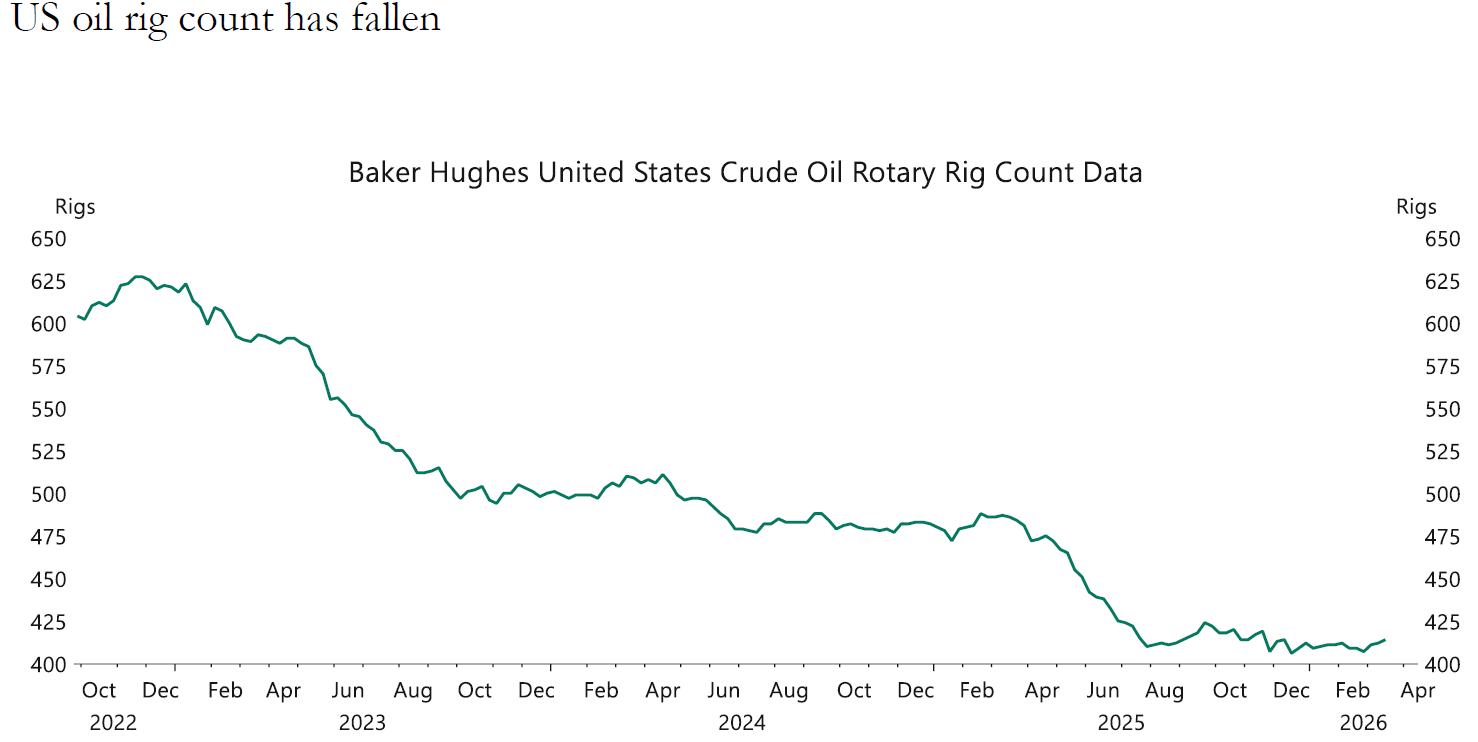 US oil rig count has fallen
Baker Hughes United States Crude Oil Rotary Rig Count Data
Rigs Rigs
650 650
625 625
600 600
575 575
550 550
525 525
500 500
475 475
450 450
425 425
400 400
Oct Dec Feb Apr Jun Aug Oct Dec Feb Apr Jun Aug Oct Dec Feb Apr Jun Aug Oct Dec Feb Apr
2022 2023 2024 2025 2026